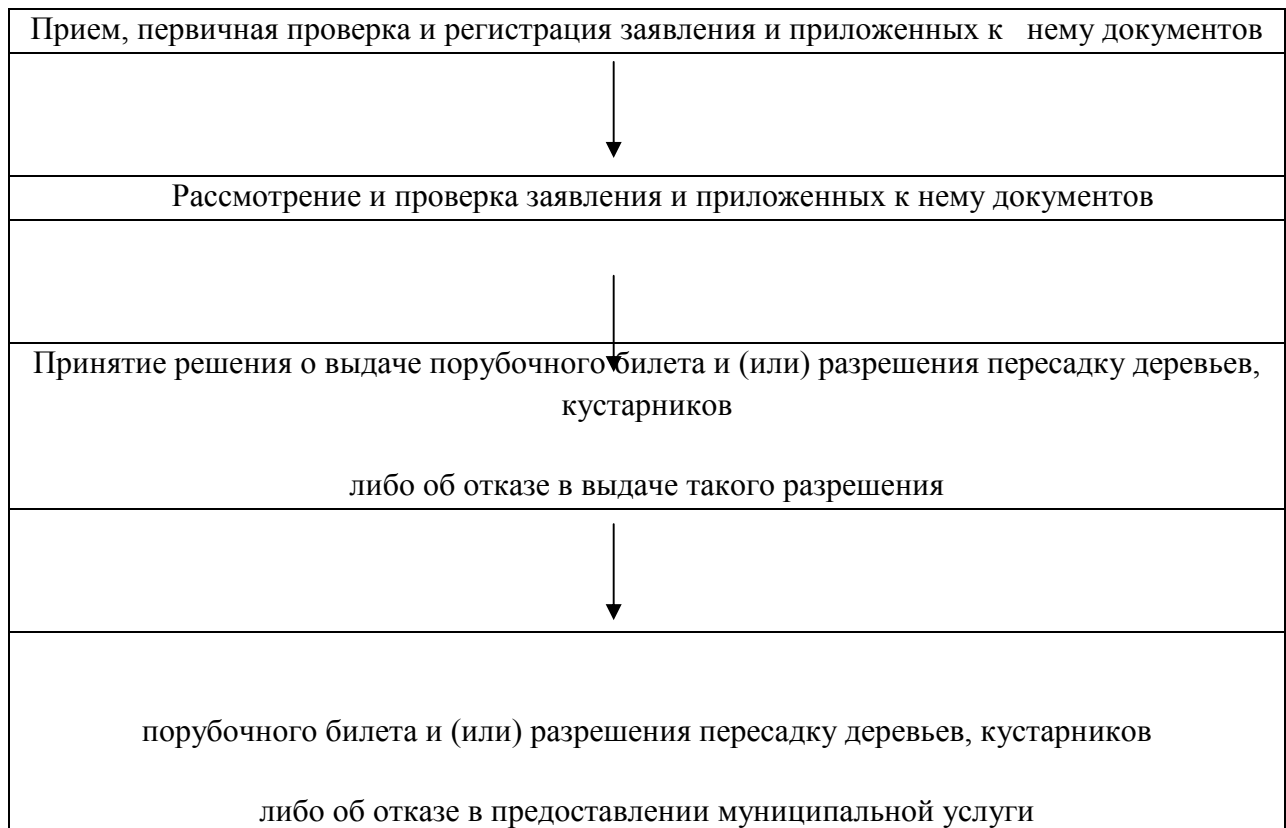 Прием, первичная проверка и регистрация заявления и приложенных к нему документов
Рассмотрение и проверка заявления и приложенных к нему документов
Принятие решения о выдаче порубочного билета и (или) разрешения пересадку деревьев,
кустарников
либо об отказе в выдаче такого разрешения
порубочного билета и (или) разрешения пересадку деревьев, кустарников
либо об отказе в предоставлении муниципальной услуги